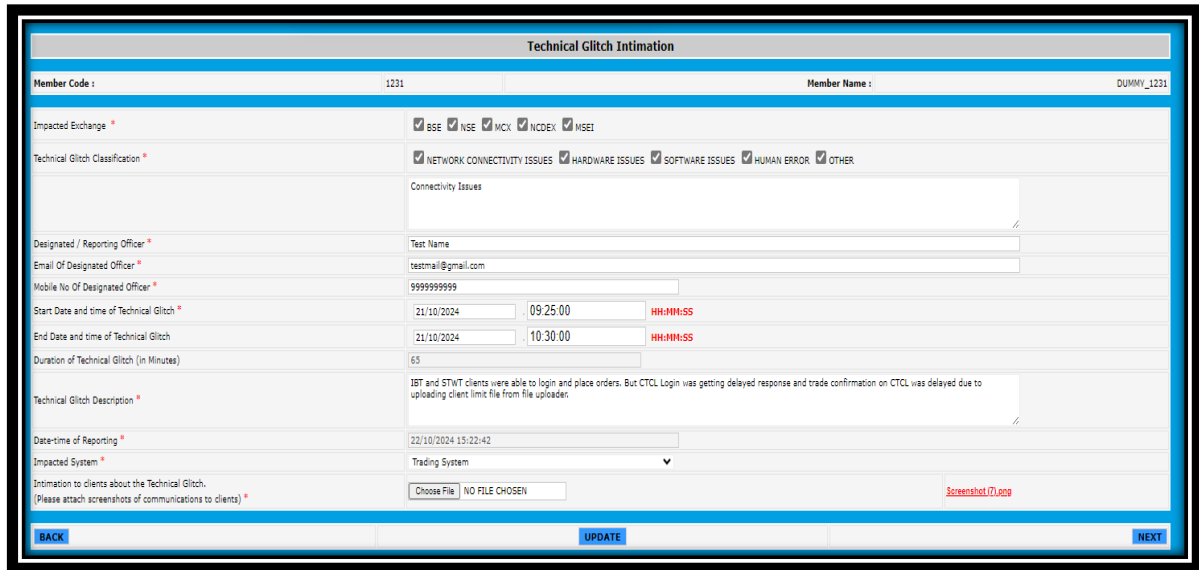 Technical Glitch Intimation
Member Code : 1231 Member Name : DUMMY_1231
Impacted Exchange * BSE NSE MCX NCDEX MSEI
Technical Glitch Classification * NETWORK CONNECTIVITY ISSUES HARDWARE ISSUES SOFTWARE ISSUES HUMAN ERROR OTHER
Connectivity Issues
Designated / Reporting Officer * Test Name
Email Of Designated Officer * testmail@gmail.com
Mobile No Of Designated Officer * 9999999999
Start Date and time of Technical Glitch * 21/10/2024 . 09:25:00 HH:MM:SS
End Date and time of Technical Glitch 21/10/2024 . 10:30:00 HH:MM:SS
Duration of Technical Glitch (in Minutes) 65
Technical Glitch Description * IBT and STWT clients were able to login and place orders. But CTCL Login was getting delayed response and trade confirmation on CTCL was delayed due to
uploading client limit file from file uploader.
Date-time of Reporting * 22/10/2024 15:22:42
Impacted System * Trading System
Intimation to clients about the Technical Glitch.
(Please attach screenshots of communications to clients) * Choose File NO FILE CHOSEN Screenshot (7).png
BACK UPDATE NEXT